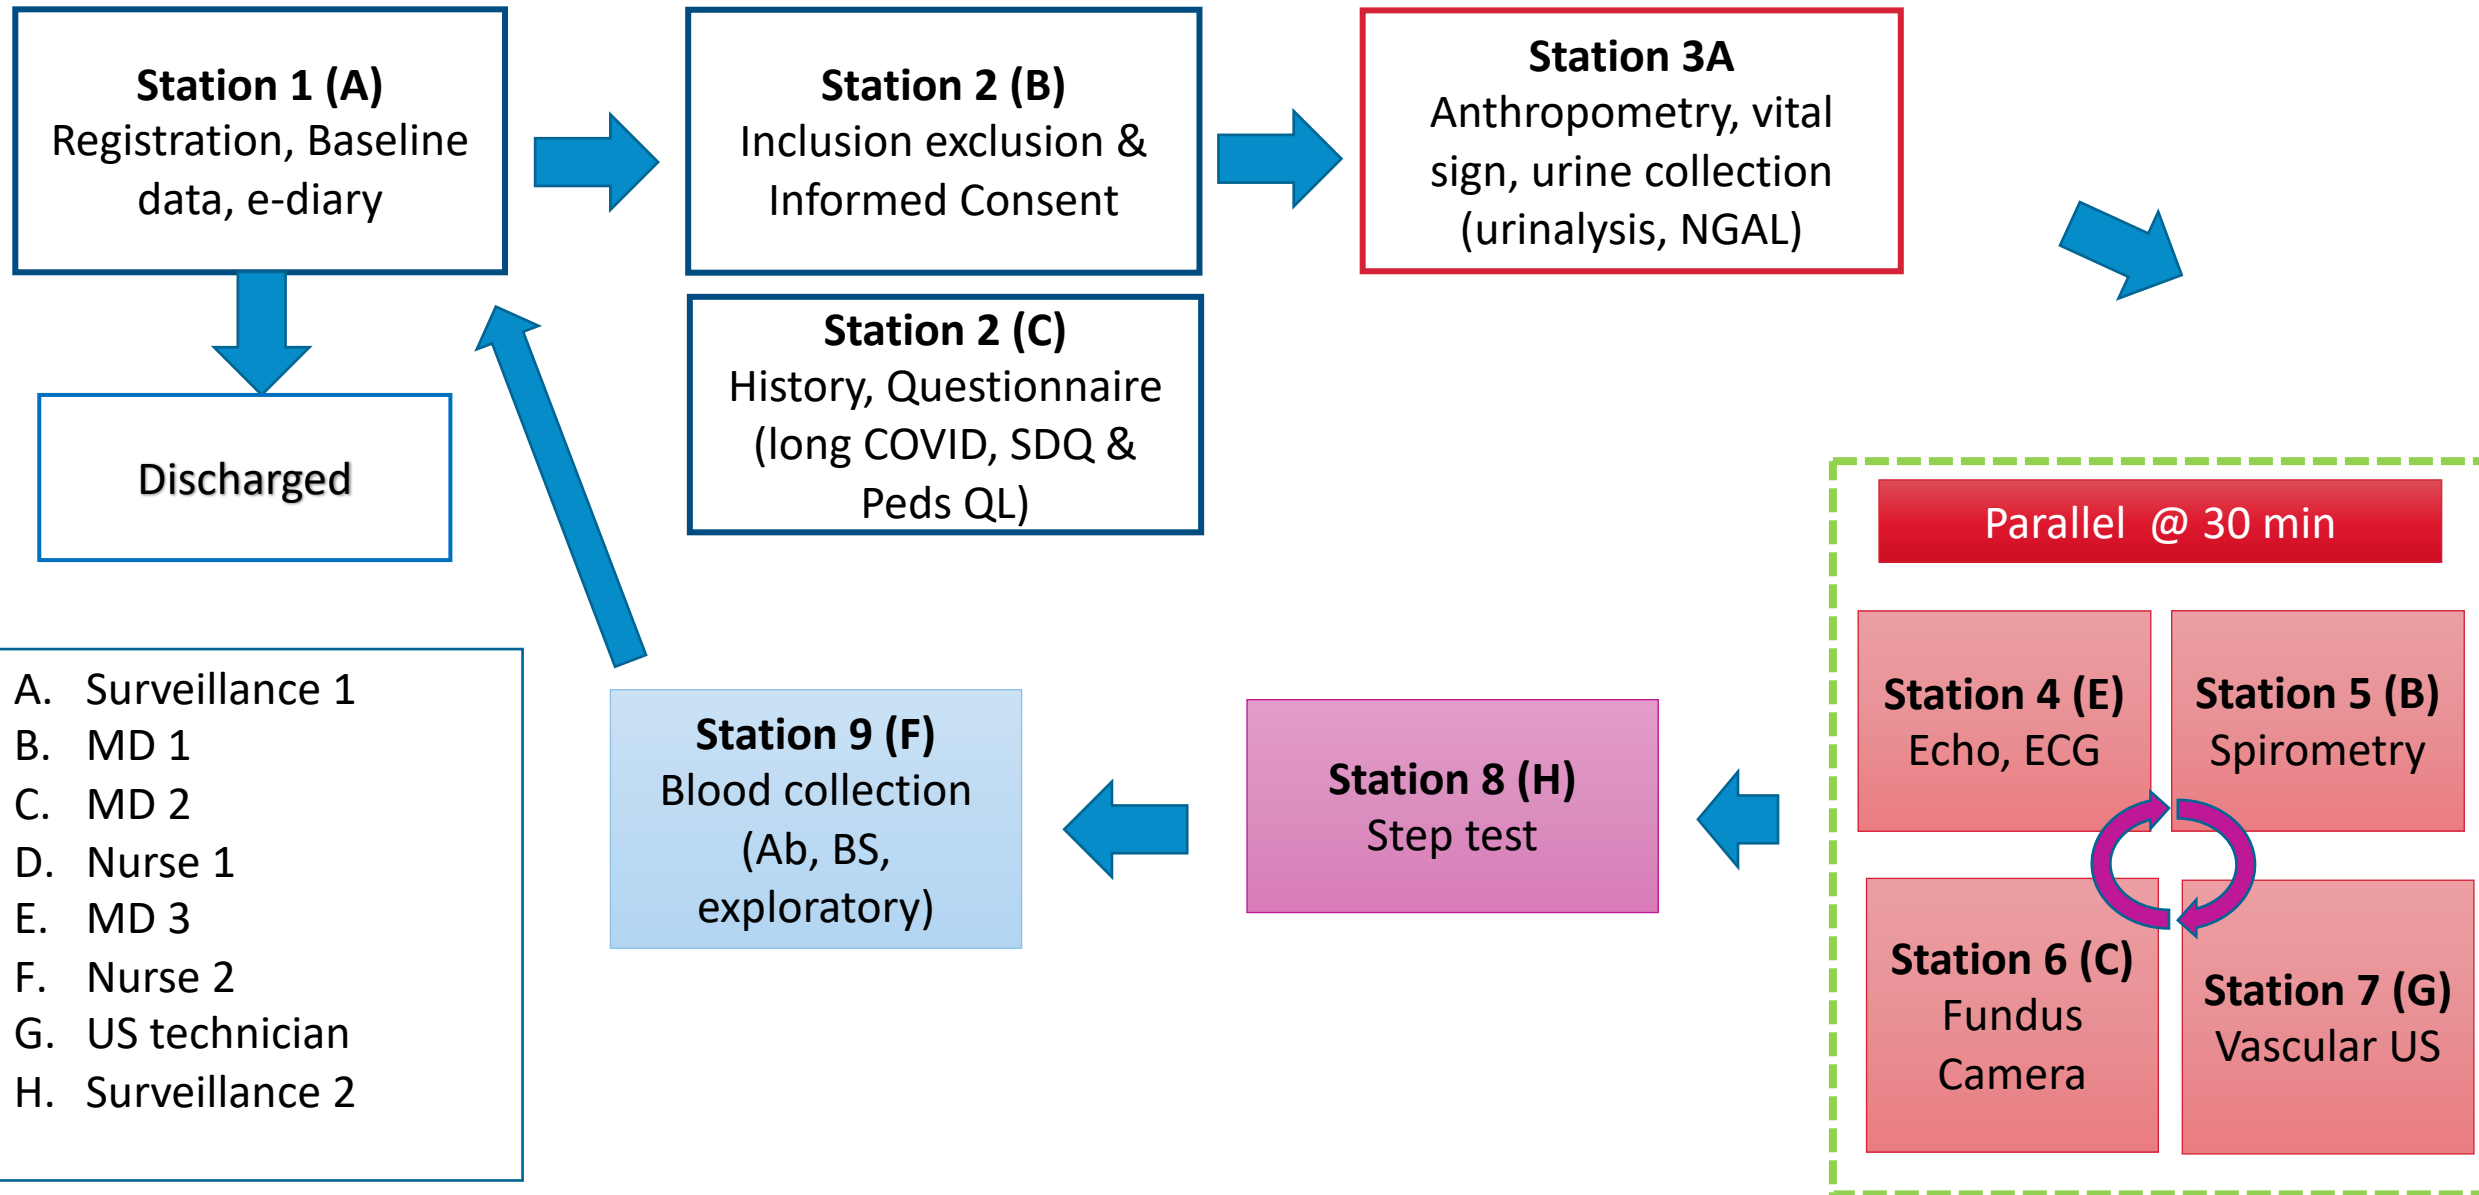 Station 1 (A)
Registration, Baseline
data, e-diary
Station 2 (B)
Inclusion exclusion &
Informed Consent
Station 3A
Anthropometry, vital
sign, urine collection
(urinalysis, NGAL)
Station 2 (C)
History, Questionnaire
(long COVID, SDQ &
Peds QL)
Discharged
Parallel @ 30 min
Station 4 (E)
Echo, ECG
Station 5 (B)
Spirometry
Station 6 (C)
Fundus
Camera
Station 7 (G)
Vascular US
Station 8 (H)
Step test
Station 9 (F)
Blood collection
(Ab, BS,
exploratory)
A. Surveillance 1
B. MD 1
C. MD 2
D. Nurse 1
E. MD 3
F. Nurse 2
G. US technician
H. Surveillance 2